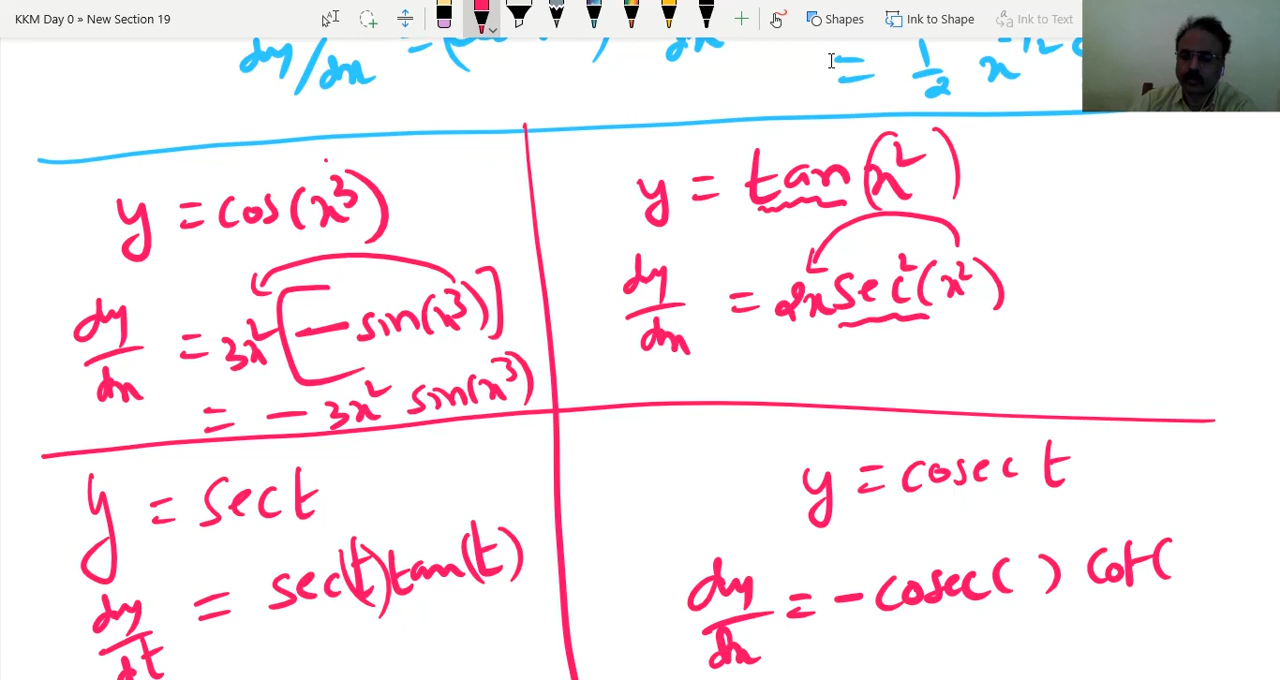 KKM Day 0 » New Section 19
Shapes
Ink to Shape
Ink to Text
dy/dx = dx
= 1/2 x
y = cos(x³)
dy/dx = 3x² [– sin(x³)]
= – 3x² sin(x³)
y = tan(x²)
dy/dx = 2x sec²(x²)
y = sect
dy/dt = sec(t)tan(t)
y = cosec t
dy/dx = – cosec( ) cot(